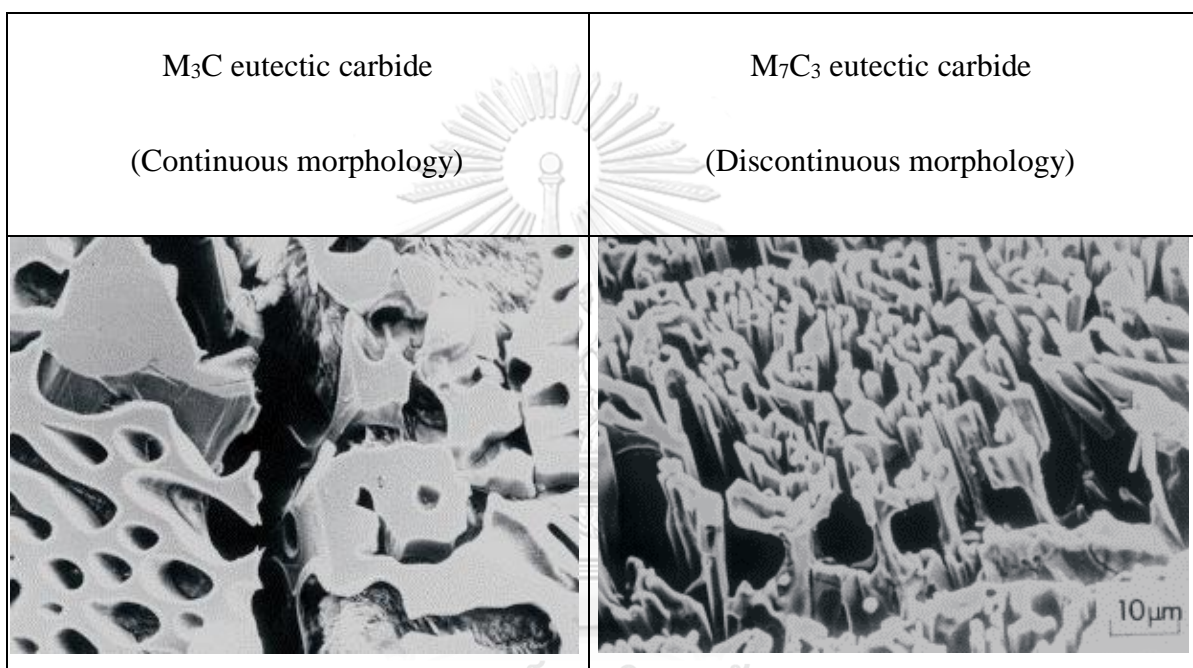 M₃C eutectic carbide
(Continuous morphology)
M₇C₃ eutectic carbide
(Discontinuous morphology)
10μm